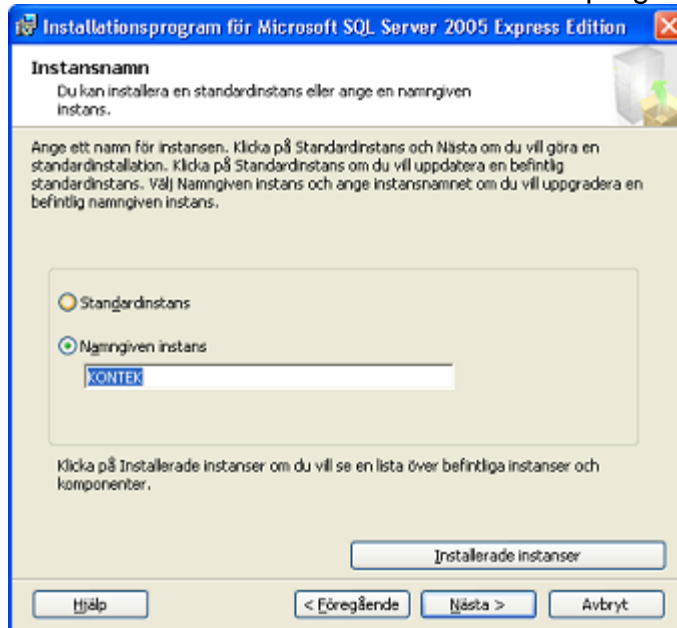 Installationsprogram för Microsoft SQL Server 2005 Express Edition
Instansnamn
Du kan installera en standardinstans eller ange en namngiven
instans.
Ange ett namn för instansen. Klicka på Standardinstans och Nästa om du vill göra en
standardinstallation. Klicka på Standardinstans om du vill uppdatera en befintlig
standardinstans. Välj Namngiven instans och ange instansnamnet om du vill uppgradera en
befintlig namngiven instans.
Standardinstans
Namngiven instans
KONTEK
Klicka på Installerade instanser om du vill se en lista över befintliga instanser och
komponenter.
Installerade instanser
Hjälp
< Föregående
Nästa >
Avbryt